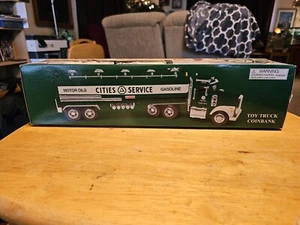 WARNING
MOTOR OILS CITIES SERVICE GASOLINE
TOY TRUCK
COINBANK